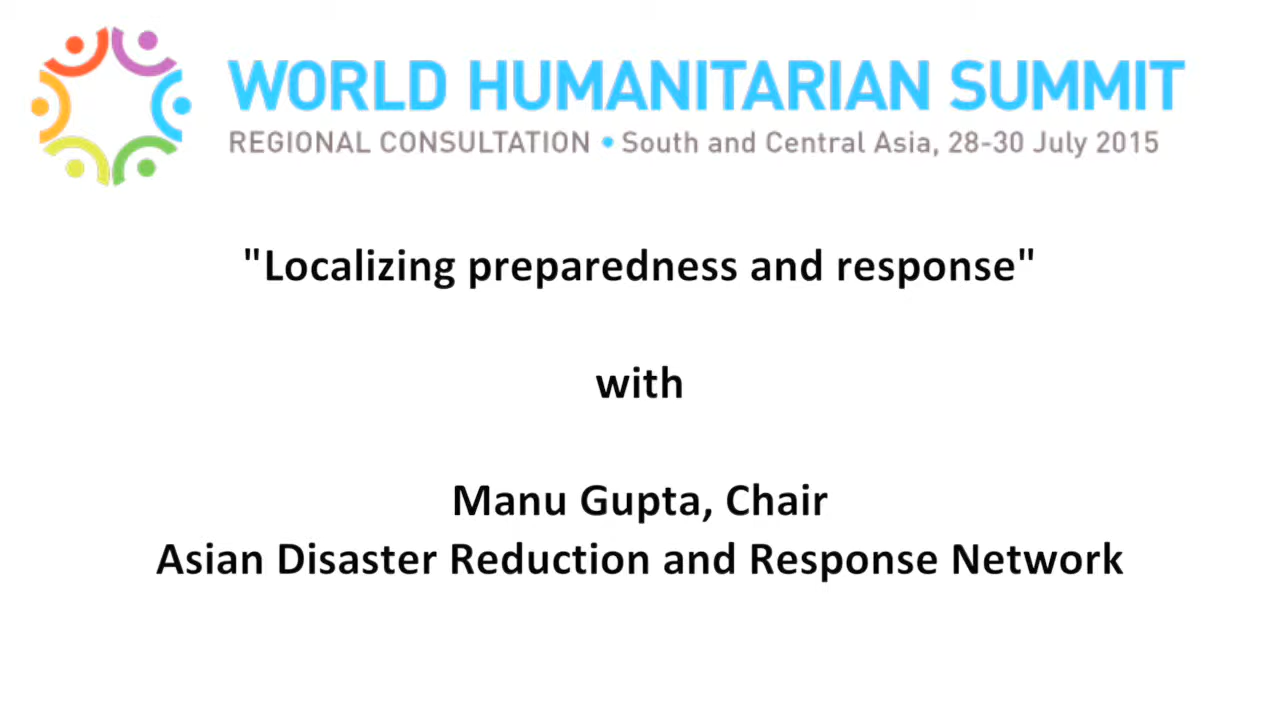 WORLD HUMANITARIAN SUMMIT
REGIONAL CONSULTATION • South and Central Asia, 28-30 July 2015
"Localizing preparedness and response"
with
Manu Gupta, Chair
Asian Disaster Reduction and Response Network